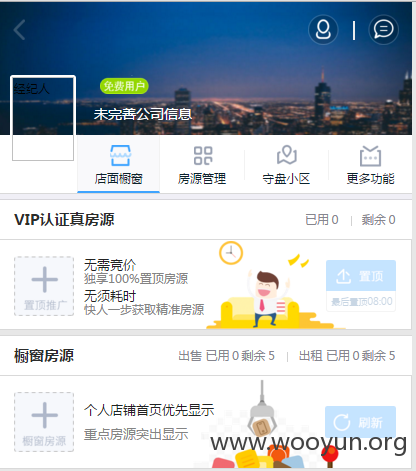 经纪人
免费用户
未完善公司信息
店面橱窗
房源管理
守盘小区
更多功能
VIP认证真房源
已用 0 | 剩余 0
置顶推广
无需竞价
独享100%置顶房源
无须耗时
快人一步获取精准房源
置顶
最后置顶08:00
橱窗房源
出售 已用 0 剩余 5 | 出租 已用 0 剩余 5
橱窗房源
个人店铺首页优先显示
重点房源突出显示
刷新
www.wooyun.org